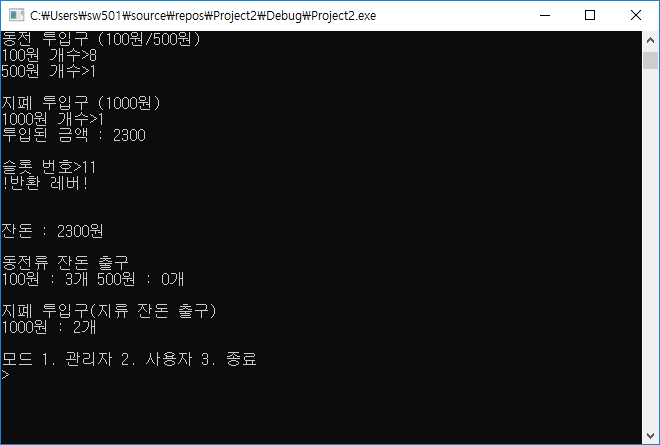 C:\Users\sw501\source\repos\Project2\Debug\Project2.exe
동전 투입구 (100원/500원)
100원 개수>8
500원 개수>1
지폐 투입구 (1000원)
1000원 개수>1
투입된 금액 : 2300
슬롯 번호>11
!반환 레버!
잔돈 : 2300원
동전류 잔돈 출구
100원 : 3개 500원 : 0개
지폐 투입구(지류 잔돈 출구)
1000원 : 2개
모드 1. 관리자 2. 사용자 3. 종료
>